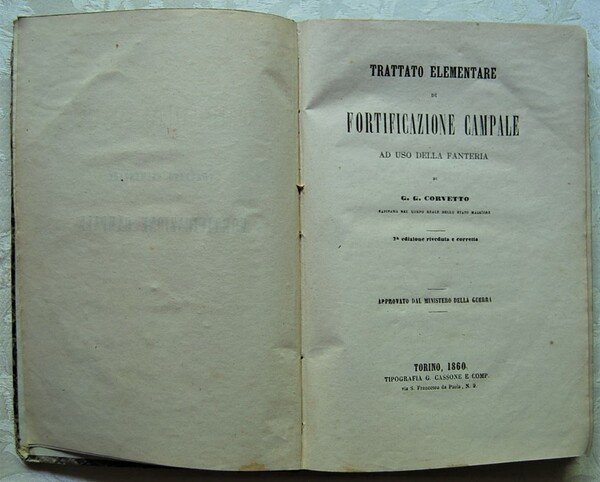 TRATTATO ELEMENTARE
DI
FORTIFICAZIONE CAMPALE
AD USO DELLA FANTERIA
DI
G. G. CORVETTO
CAPITANO NEL CORPO REALE DELLO STATO MAGGIORE
2ª edizione riveduta e corretta
APPROVATO DAL MINISTERO DELLA GUERRA
TORINO, 1860
TIPOGRAFIA G. CASSONE E COMP.
via S. Francesco da Paola, N. 9.